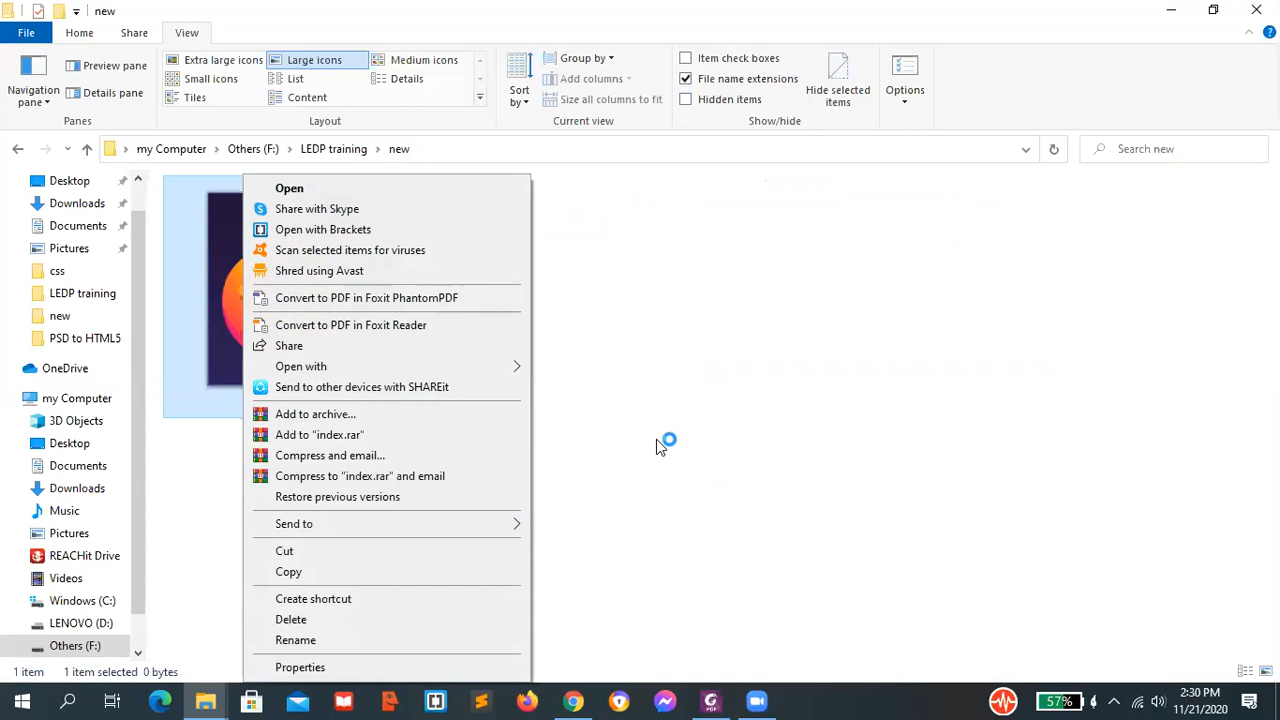 new
File Home Share View
Extra large icons Large icons Medium icons
Small icons List Details
Tiles Content
Preview pane
Details pane
Navigation pane
Panes
Layout
Sort by
Group by
Add columns
Size all columns to fit
Current view
Item check boxes
File name extensions
Hidden items
Hide selected items
Show/hide
Options
my Computer Others (F:) LEDP training new
Search new
Desktop
Downloads
Documents
Pictures
css
LEDP training
new
PSD to HTML5
OneDrive
my Computer
3D Objects
Desktop
Documents
Downloads
Music
Pictures
REACHit Drive
Videos
Windows (C:)
LENOVO (D:)
Others (F:)
Open
Share with Skype
Open with Brackets
Scan selected items for viruses
Shred using Avast
Convert to PDF in Foxit PhantomPDF
Convert to PDF in Foxit Reader
Share
Open with
Send to other devices with SHAREit
Add to archive...
Add to "index.rar"
Compress and email...
Compress to "index.rar" and email
Restore previous versions
Send to
Cut
Copy
Create shortcut
Delete
Rename
Properties
1 item 1 item selected 0 bytes
57%
2:30 PM
11/21/2020